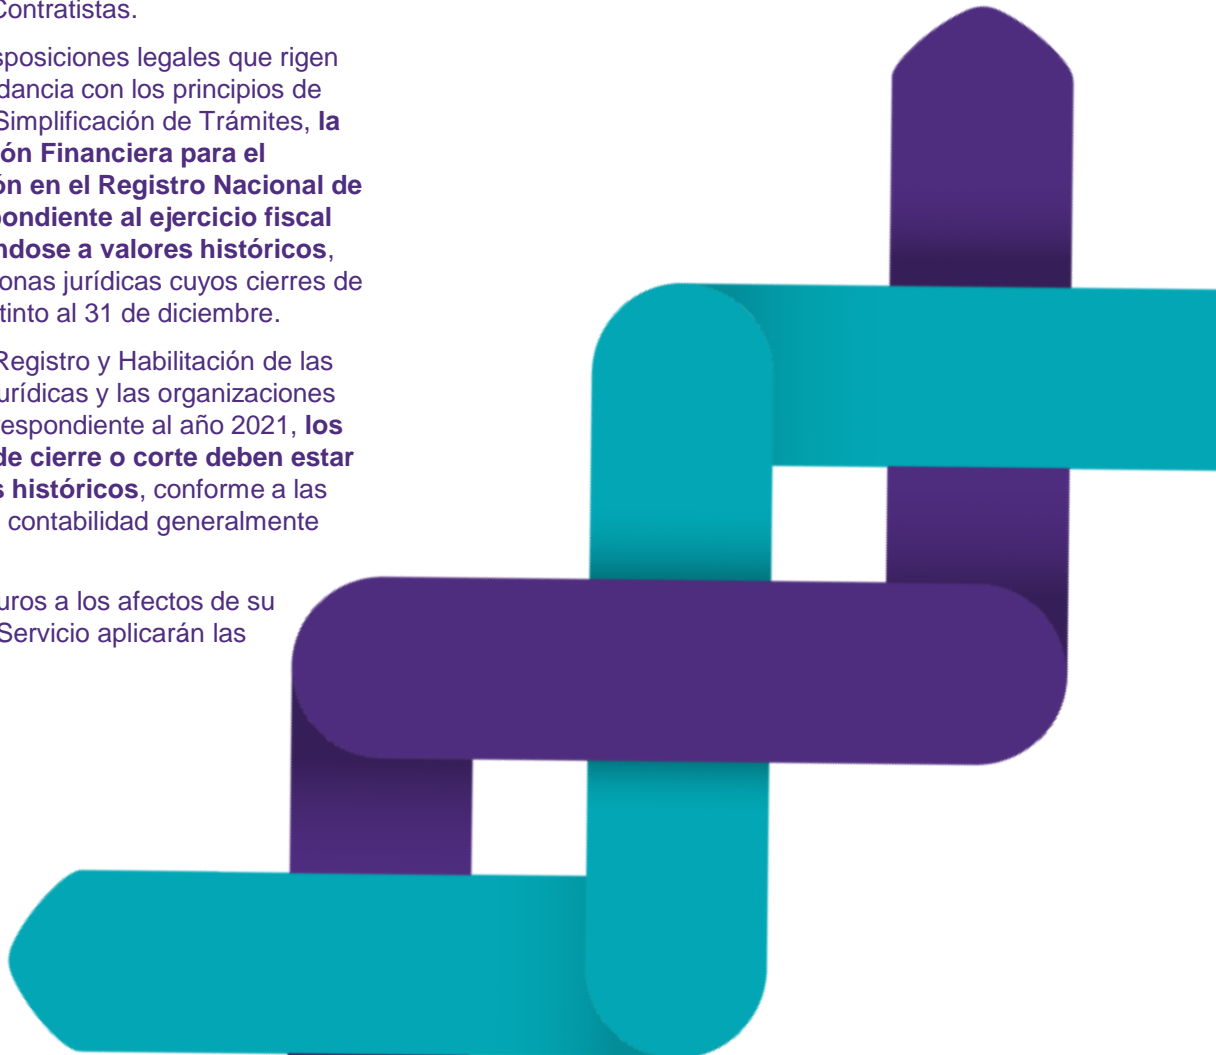 Contratistas.
sposiciones legales que rigen
dancia con los principios de
Simplificación de Trámites, la
ón Financiera para el
ón en el Registro Nacional de
pondiente al ejercicio fiscal
ndose a valores históricos,
onas jurídicas cuyos cierres de
tinto al 31 de diciembre.
Registro y Habilitación de las
urídicas y las organizaciones
respondiente al año 2021, los
de cierre o corte deben estar
s históricos, conforme a las
contabilidad generalmente
uros a los afectos de su
Servicio aplicarán las